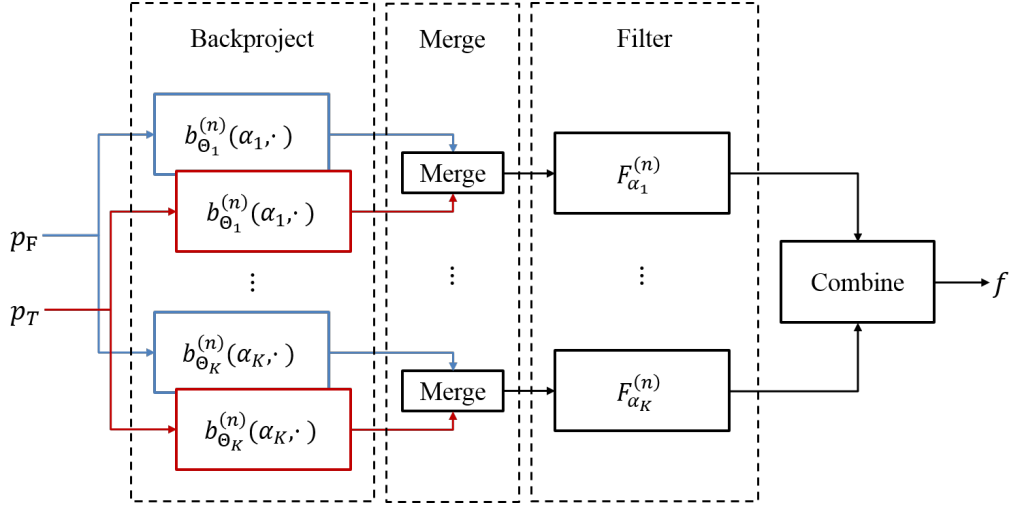 Backproject
Merge
Filter
b_{Θ_1}^{(n)}(α_1,·)
Merge
F_{α_1}^{(n)}
b_{Θ_1}^{(n)}(α_1,·)
p_F
⋮
⋮
⋮
Combine
f
p_T
b_{Θ_K}^{(n)}(α_K,·)
Merge
F_{α_K}^{(n)}
b_{Θ_K}^{(n)}(α_K,·)